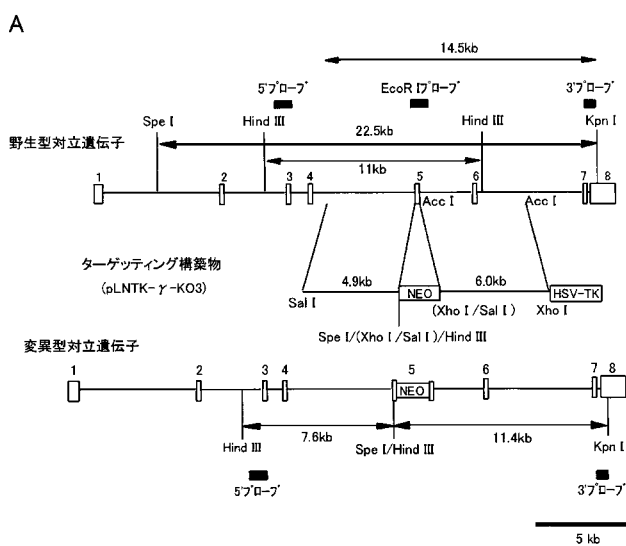 A
14.5kb
5'プローブ EcoR Iプローブ 3'プローブ
Spe I Hind III Hind III Kpn I
野生型対立遺伝子 22.5kb
11kb
1 2 3 4 5 6 7 8
Acc I Acc I
ターゲッティング構築物
(pLNTK-γ-KO3)
4.9kb 6.0kb
Sal I NEO (Xho I/Sal I) Xho I HSV-TK
Spe I/(Xho I/Sal I)/Hind III
変異型対立遺伝子
1 2 3 4 5 6 7 8
NEO
7.6kb 11.4kb
Hind III Spe I/Hind III Kpn I
5'プローブ 3'プローブ
5 kb